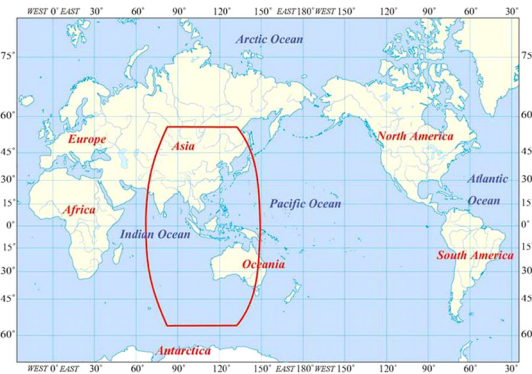 WEST 0° EAST 30° 60° 90° 120° 150° EAST 180° WEST 150° 120° 90° 60° 30°
Arctic Ocean
75° 75°
60° 60°
Europe Asia North America
45° 45°
30° 30°
Atlantic
15° 15°
Ocean
Africa Pacific Ocean
0° 0°
Indian Ocean
15° 15°
Oceania South America
30° 30°
45° 45°
60° 60°
Antarctica
WEST 0° EAST 30° 60° 90° 120° 150° EAST 180° WEST 150° 120° 90° 60° 30°